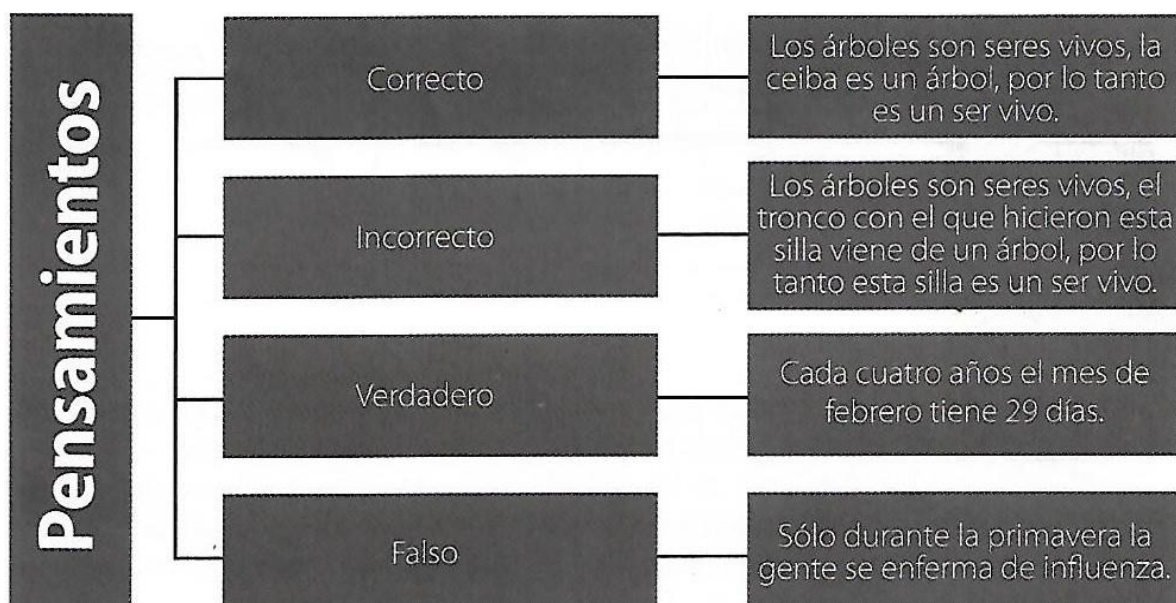 Pensamientos
Correcto
Los árboles son seres vivos, la
ceiba es un árbol, por lo tanto
es un ser vivo.
Incorrecto
Los árboles son seres vivos, el
tronco con el que hicieron esta
silla viene de un árbol, por lo
tanto esta silla es un ser vivo.
Verdadero
Cada cuatro años el mes de
febrero tiene 29 días.
Falso
Sólo durante la primavera la
gente se enferma de influenza.